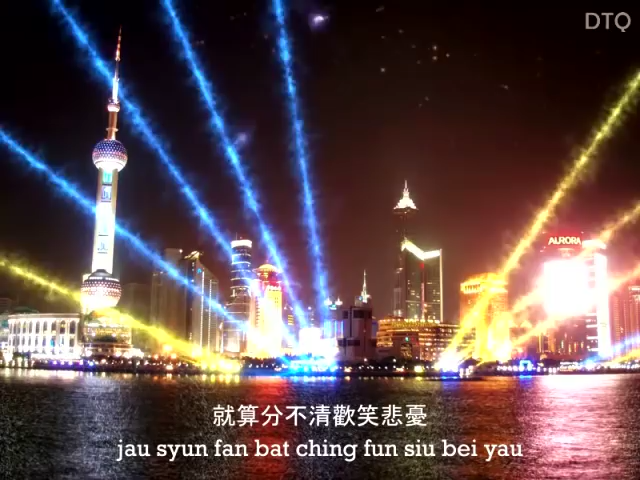 DTQ
AURORA
就算分不清歡笑悲憂
jau syun fan bat ching fun siu bei yau